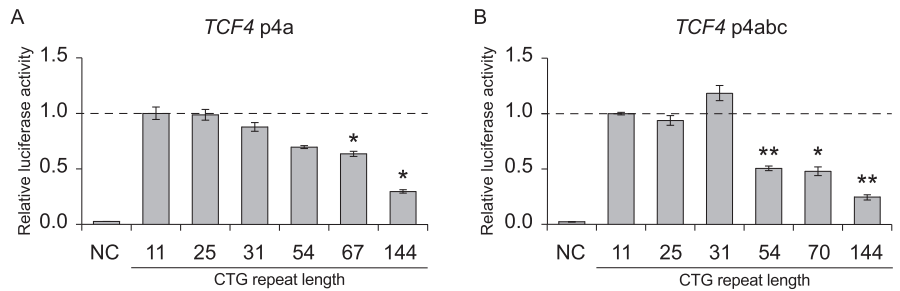 A
TCF4 p4a
Relative luciferase activity
1.5
1.0
0.5
0.0
*
*
NC 11 25 31 54 67 144
CTG repeat length
B
TCF4 p4abc
Relative luciferase activity
1.5
1.0
0.5
0.0
**
*
**
NC 11 25 31 54 70 144
CTG repeat length